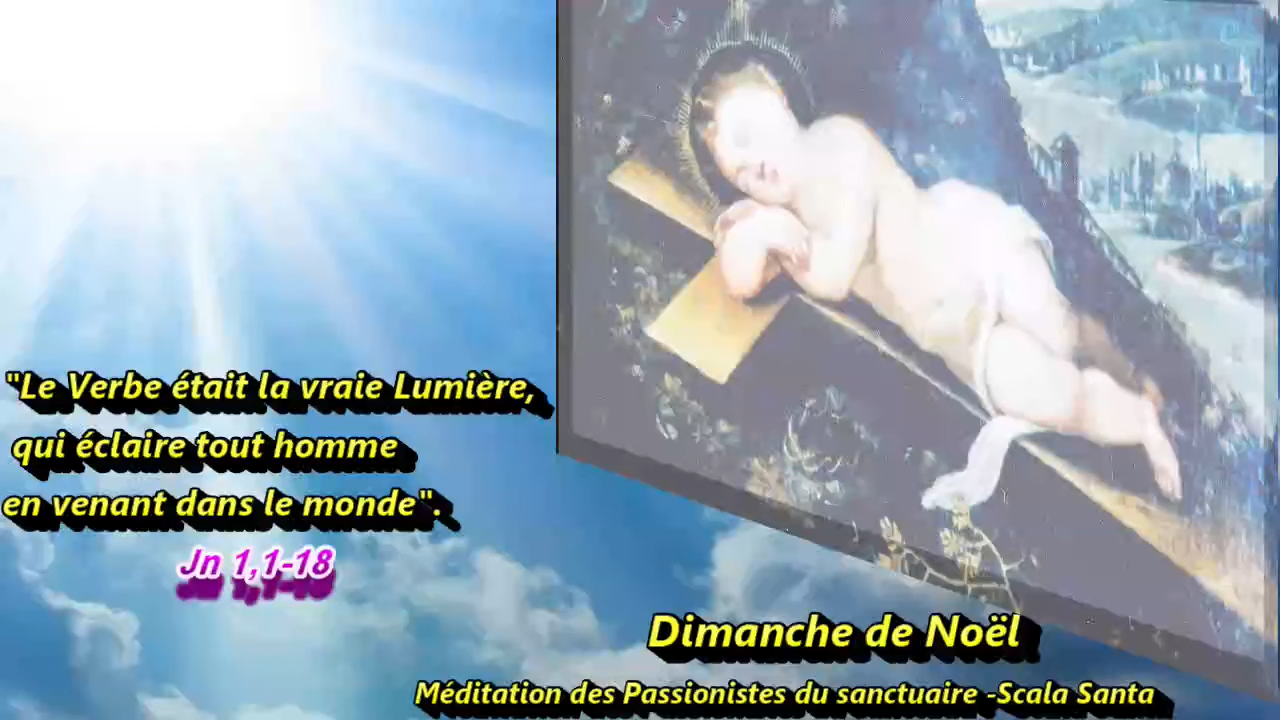 "Le Verbe était la vraie Lumière,
qui éclaire tout homme
en venant dans le monde".
Jn 1,1-18
Dimanche de Noël
Méditation des Passionistes du sanctuaire -Scala Santa